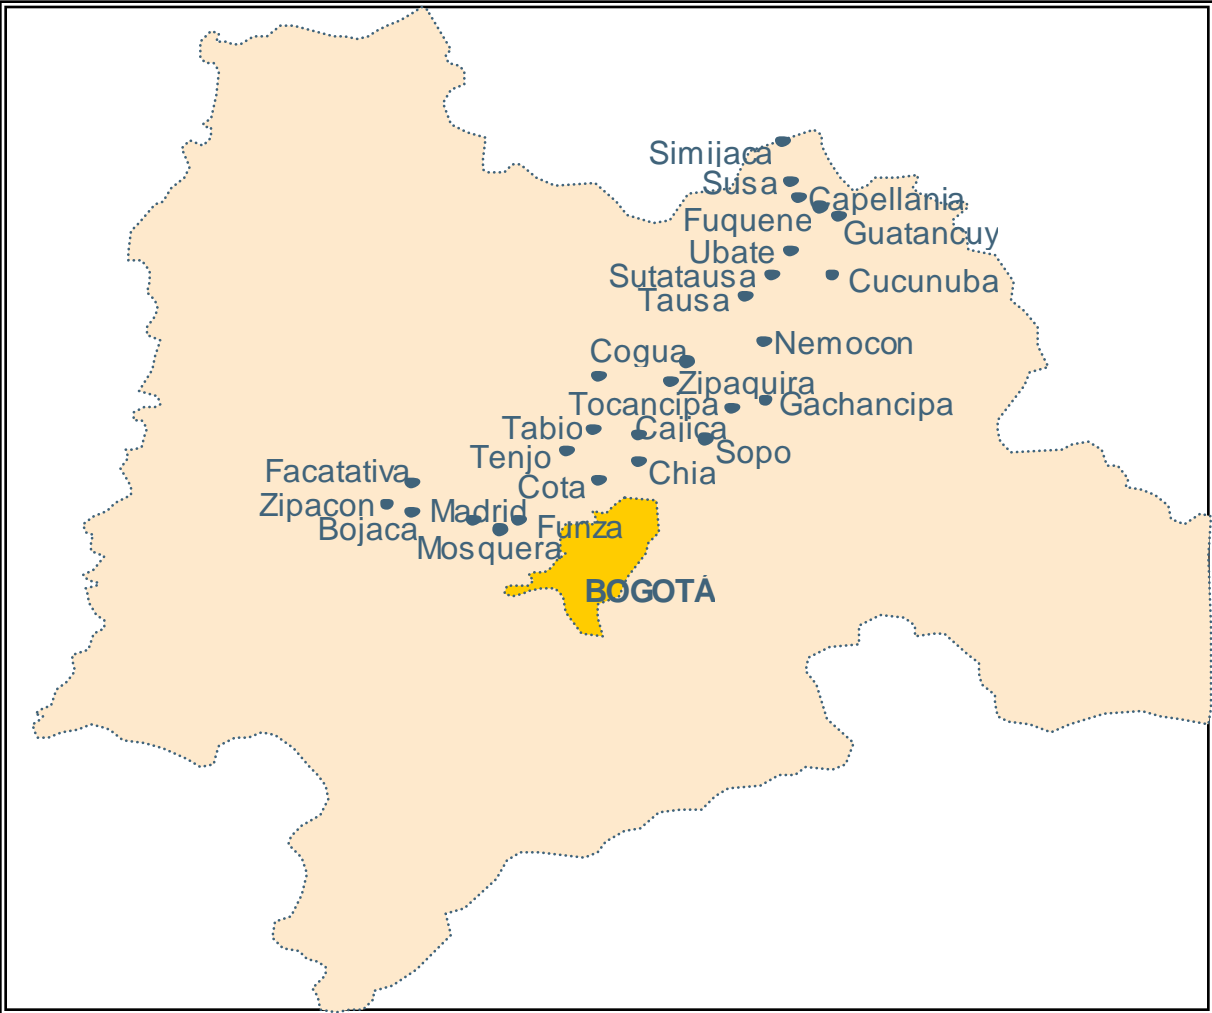 Simijaca
Susa
Capellania
Fuquene
Guatancuy
Ubate
Sutatausa
Cucunuba
Tausa
Nemocon
Cogua
Zipaquira
Tocancipa
Gachancipa
Tabio
Cajica
Sopo
Tenjo
Chia
Facatativa
Cota
Zipacon
Madrid
Bojaca
Funza
Mosquera
BOGOTÁ